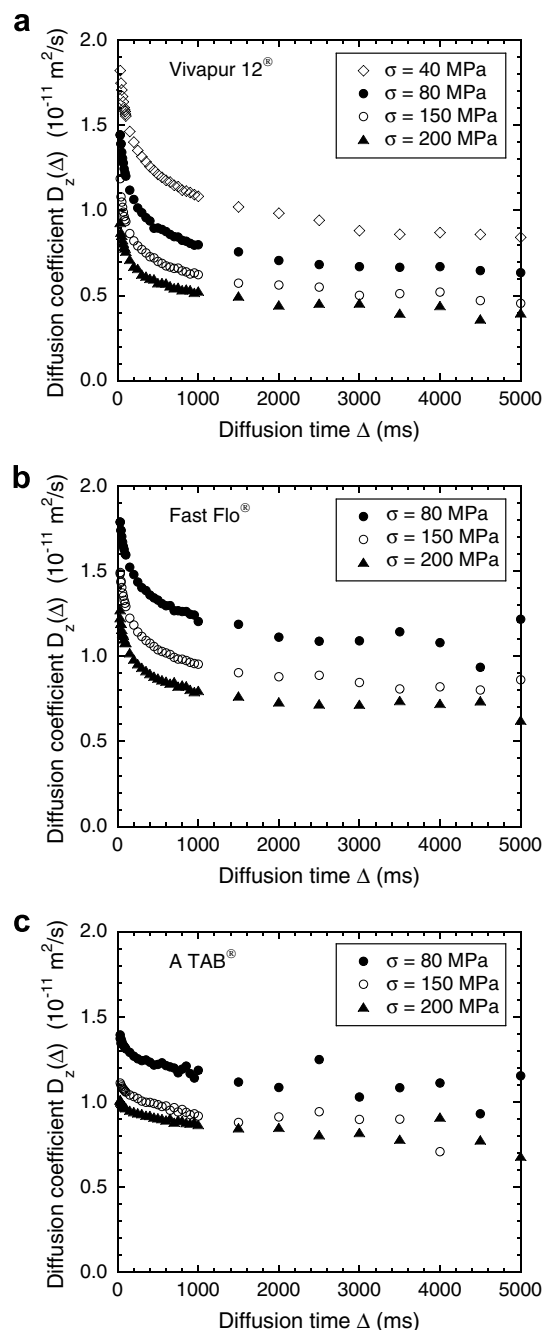 a
2.0
Vivapur 12®
σ = 40 MPa
σ = 80 MPa
σ = 150 MPa
σ = 200 MPa
1.5
1.0
0.5
0.0
Diffusion coefficient D_z(Δ) (10⁻¹¹ m²/s)
0 1000 2000 3000 4000 5000
Diffusion time Δ (ms)
b
2.0
Fast Flo®
σ = 80 MPa
σ = 150 MPa
σ = 200 MPa
1.5
1.0
0.5
0.0
Diffusion coefficient D_z(Δ) (10⁻¹¹ m²/s)
0 1000 2000 3000 4000 5000
Diffusion time Δ (ms)
c
2.0
A TAB®
σ = 80 MPa
σ = 150 MPa
σ = 200 MPa
1.5
1.0
0.5
0.0
Diffusion coefficient D_z(Δ) (10⁻¹¹ m²/s)
0 1000 2000 3000 4000 5000
Diffusion time Δ (ms)